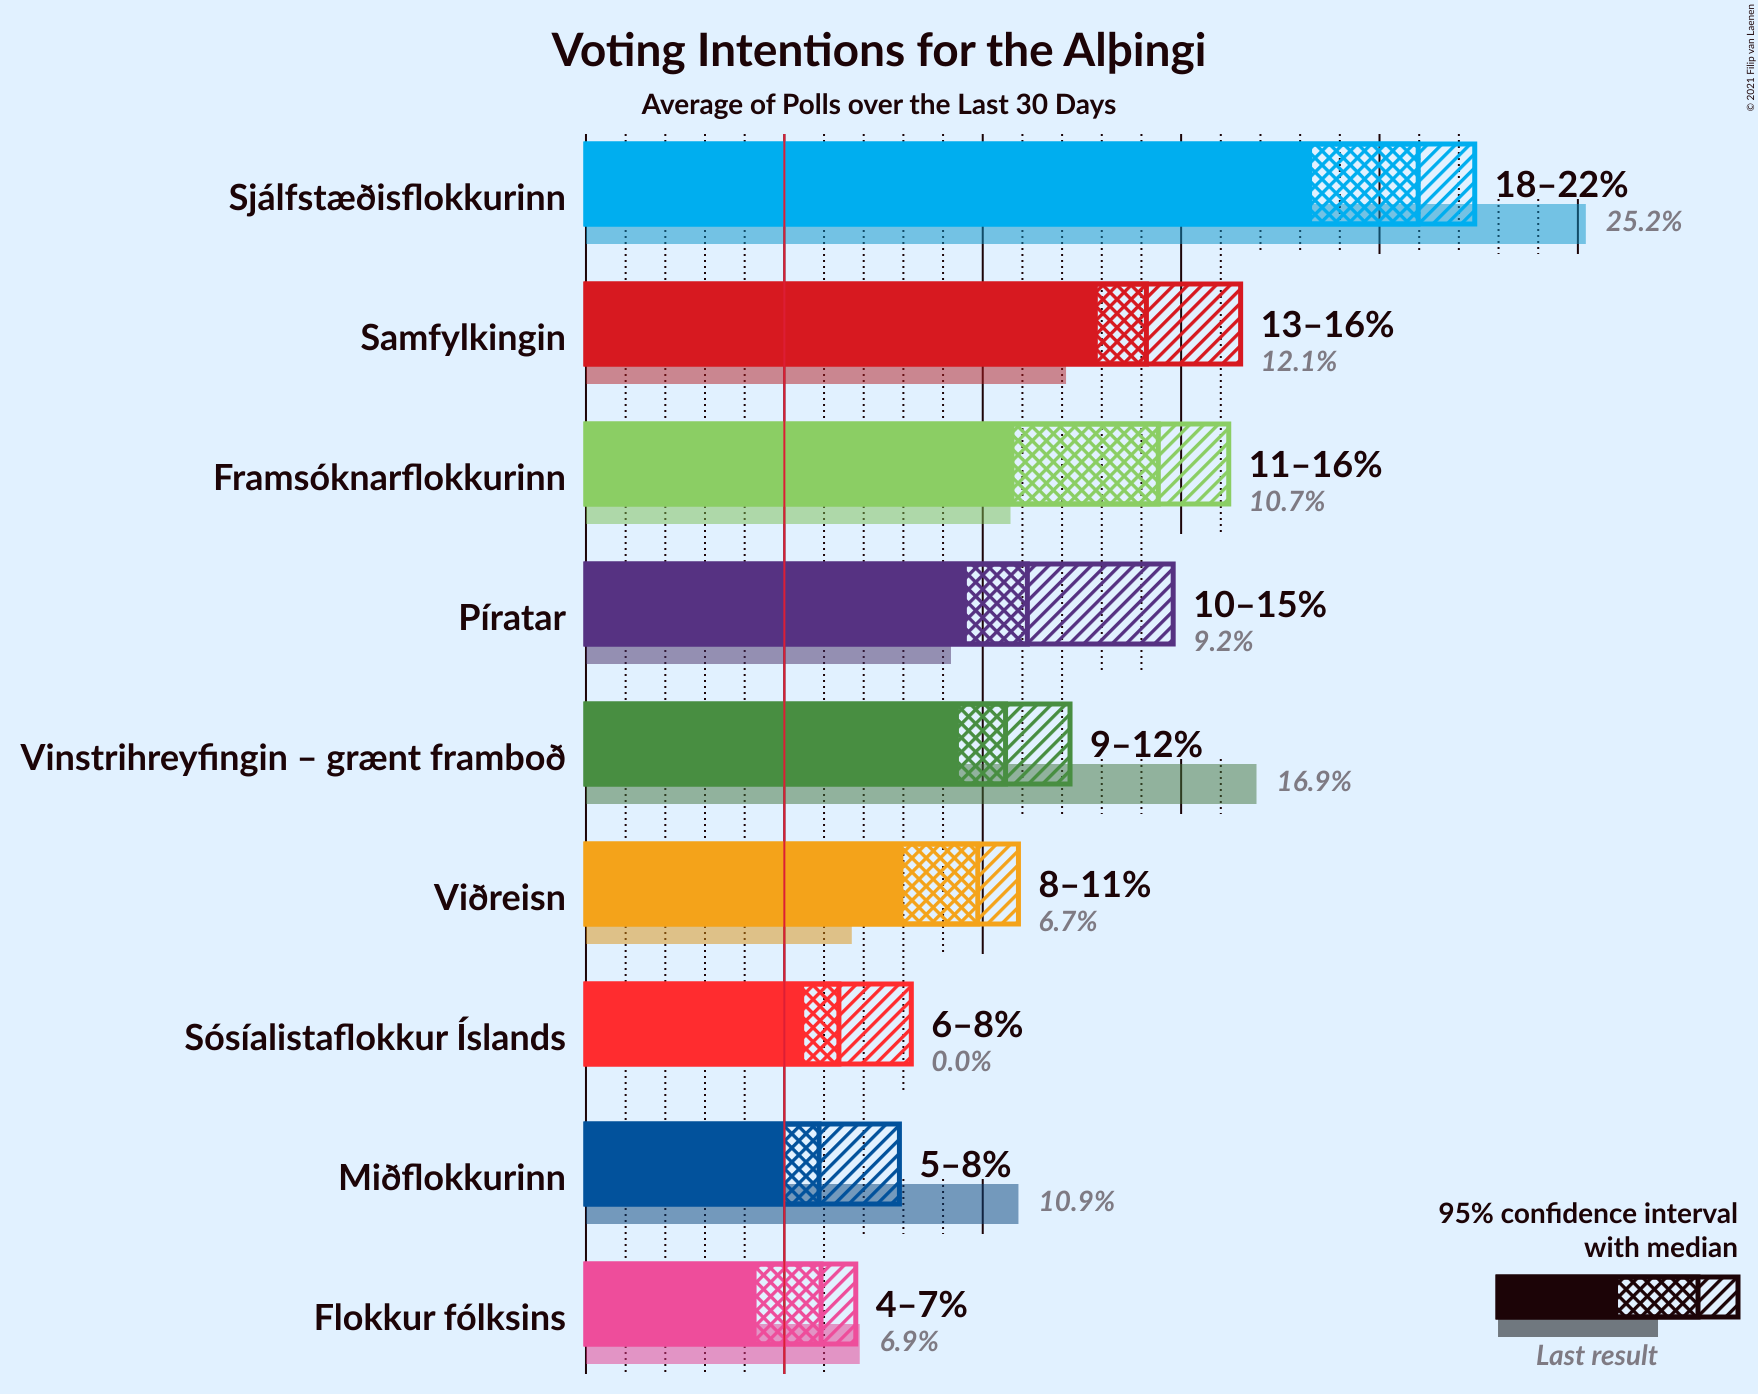 Voting Intentions for the Alþingi
Average of Polls over the Last 30 Days
© 2021 Filip van Laenen
Sjálfstæðisflokkurinn
18–22%
25.2%
Samfylkingin
13–16%
12.1%
Framsóknarflokkurinn
11–16%
10.7%
Píratar
10–15%
9.2%
Vinstrihreyfingin – grænt framboð
9–12%
16.9%
Viðreisn
8–11%
6.7%
Sósíalistaflokkur Íslands
6–8%
0.0%
Miðflokkurinn
5–8%
10.9%
Flokkur fólksins
4–7%
6.9%
95% confidence interval
with median
Last result